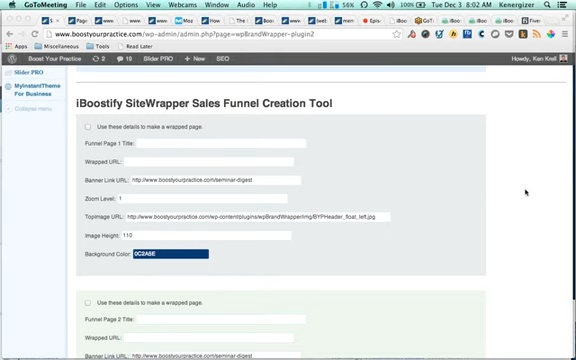 GoToMeeting File Edit Options Webcam Audio View Window Help 56% 100% Tue Dec 3 8:02 AM Kenergizer
www.boostyourpractice.com/wp-admin/admin.php?page=wpBrandWrapper-plugin2
Apps Miscellaneous Tools Read Later
Boost Your Practice 58 19 New Slider PRO SEO Howdy, Ken Kreil
Slider PRO
MyInstantTheme
For Business
Collapse menu
iBoostify SiteWrapper Sales Funnel Creation Tool
Use these details to make a wrapped page.
Funnel Page 1 Title:
Wrapped URL:
Banner Link URL: http://www.boostyourpractice.com/seminar-digest
Zoom Level: 1
TopImage URL: http://www.boostyourpractice.com/wp-content/plugins/wpBrandWrapper/img/BYPHeader_float_left.jpg
Image Height: 110
Background Color: 0C2A5E
Use these details to make a wrapped page.
Funnel Page 2 Title:
Wrapped URL:
Banner Link URL: http://www.boostyourpractice.com/seminar-digest